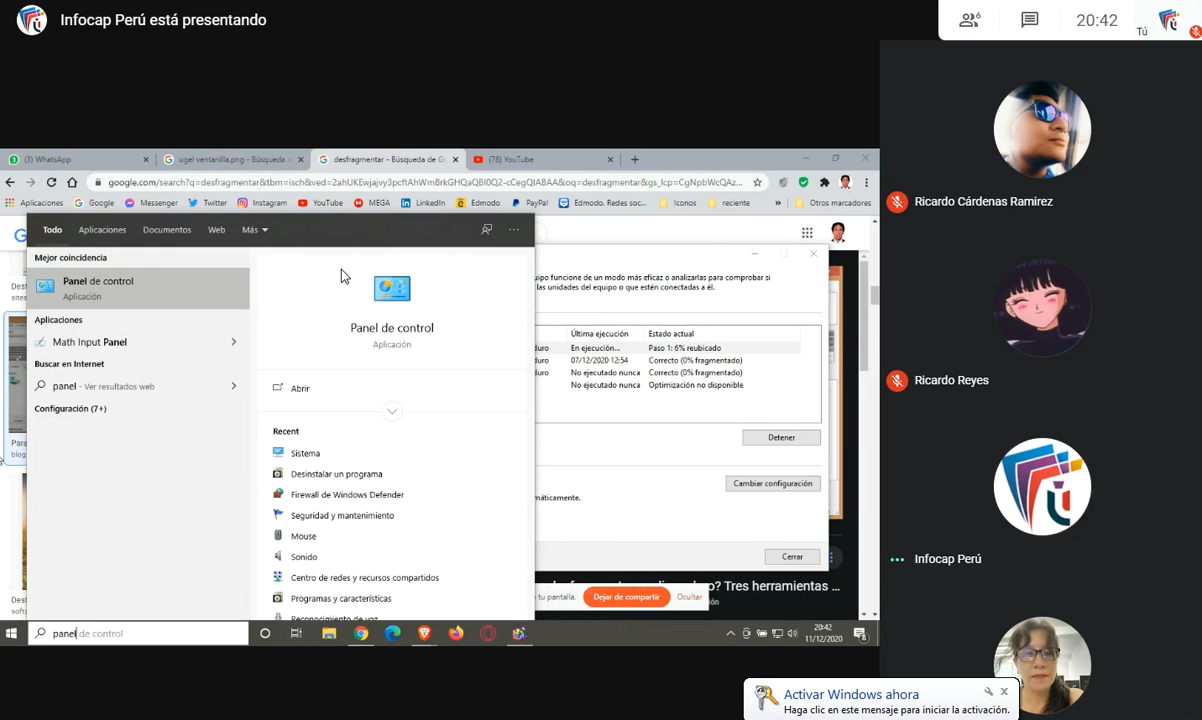 Infocap Perú está presentando
6
20:42
Tú
(3) WhatsApp
ugel ventanilla.png - Búsqueda
desfragmentar - Búsqueda de G
(78) YouTube
google.com/search?q=desfragmentar&tbm=isch&ved=2ahUKEwjajvy3pcftAhWmBrkGHQaQBI0Q2-cCegQIABAA&oq=desfragmentar&gs_lcp=CgNpbWcQAz...
Aplicaciones
Google
Messenger
Twitter
Instagram
YouTube
MEGA
LinkedIn
Edmodo
PayPal
Edmodo. Redes soc...
Iconos
reciente
»
Otros marcadores
Todo
Aplicaciones
Documentos
Web
Más
Mejor coincidencia
Panel de control
Aplicación
Aplicaciones
Math Input Panel
Buscar en Internet
panel - Ver resultados web
Configuración (7+)
Panel de control
Aplicación
Abrir
Recent
Sistema
Desinstalar un programa
Firewall de Windows Defender
Seguridad y mantenimiento
Mouse
Sonido
Centro de redes y recursos compartidos
Programas y características
Reconocimiento de voz
quipo funcione de un modo más eficaz o analizarlas para comprobar si
las unidades del equipo o que estén conectadas a él.
Última ejecución
Estado actual
duro
En ejecución...
Paso 1: 6% reubicado
07/12/2020 12:54
Correcto (0% fragmentado)
duro
No ejecutado nunca
Correcto (0% fragmentado)
No ejecutado nunca
Optimización no disponible
Detener
Cambiar configuración
máticamente.
Cerrar
? Tres herramientas ...
tu pantalla.
Dejar de compartir
Ocultar
Para
blog.
panel de control
20:42
11/12/2020
8
Ricardo Cárdenas Ramirez
Ricardo Reyes
Infocap Perú
Activar Windows ahora
Haga clic en este mensaje para iniciar la activación.